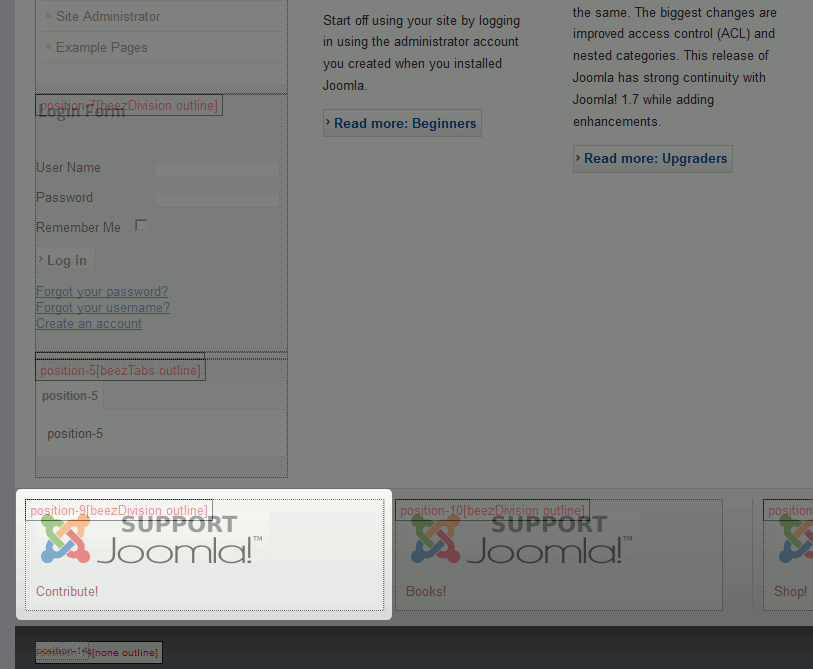 Site Administrator
Example Pages
position-7[beezDivision outline]
Login Form
User Name
Password
Remember Me
Log in
Forgot your password?
Forgot your username?
Create an account
position-5[beezTabs outline]
position-5
position-5
Start off using your site by logging
in using the administrator account
you created when you installed
Joomla.
Read more: Beginners
the same. The biggest changes are
improved access control (ACL) and
nested categories. This release of
Joomla has strong continuity with
Joomla! 1.7 while adding
enhancements.
Read more: Upgraders
position-9[beezDivision outline]
SUPPORT
Joomla!™
Contribute!
position-10[beezDivision outline]
SUPPORT
Joomla!™
Books!
position
Shop!
position-14[none outline]